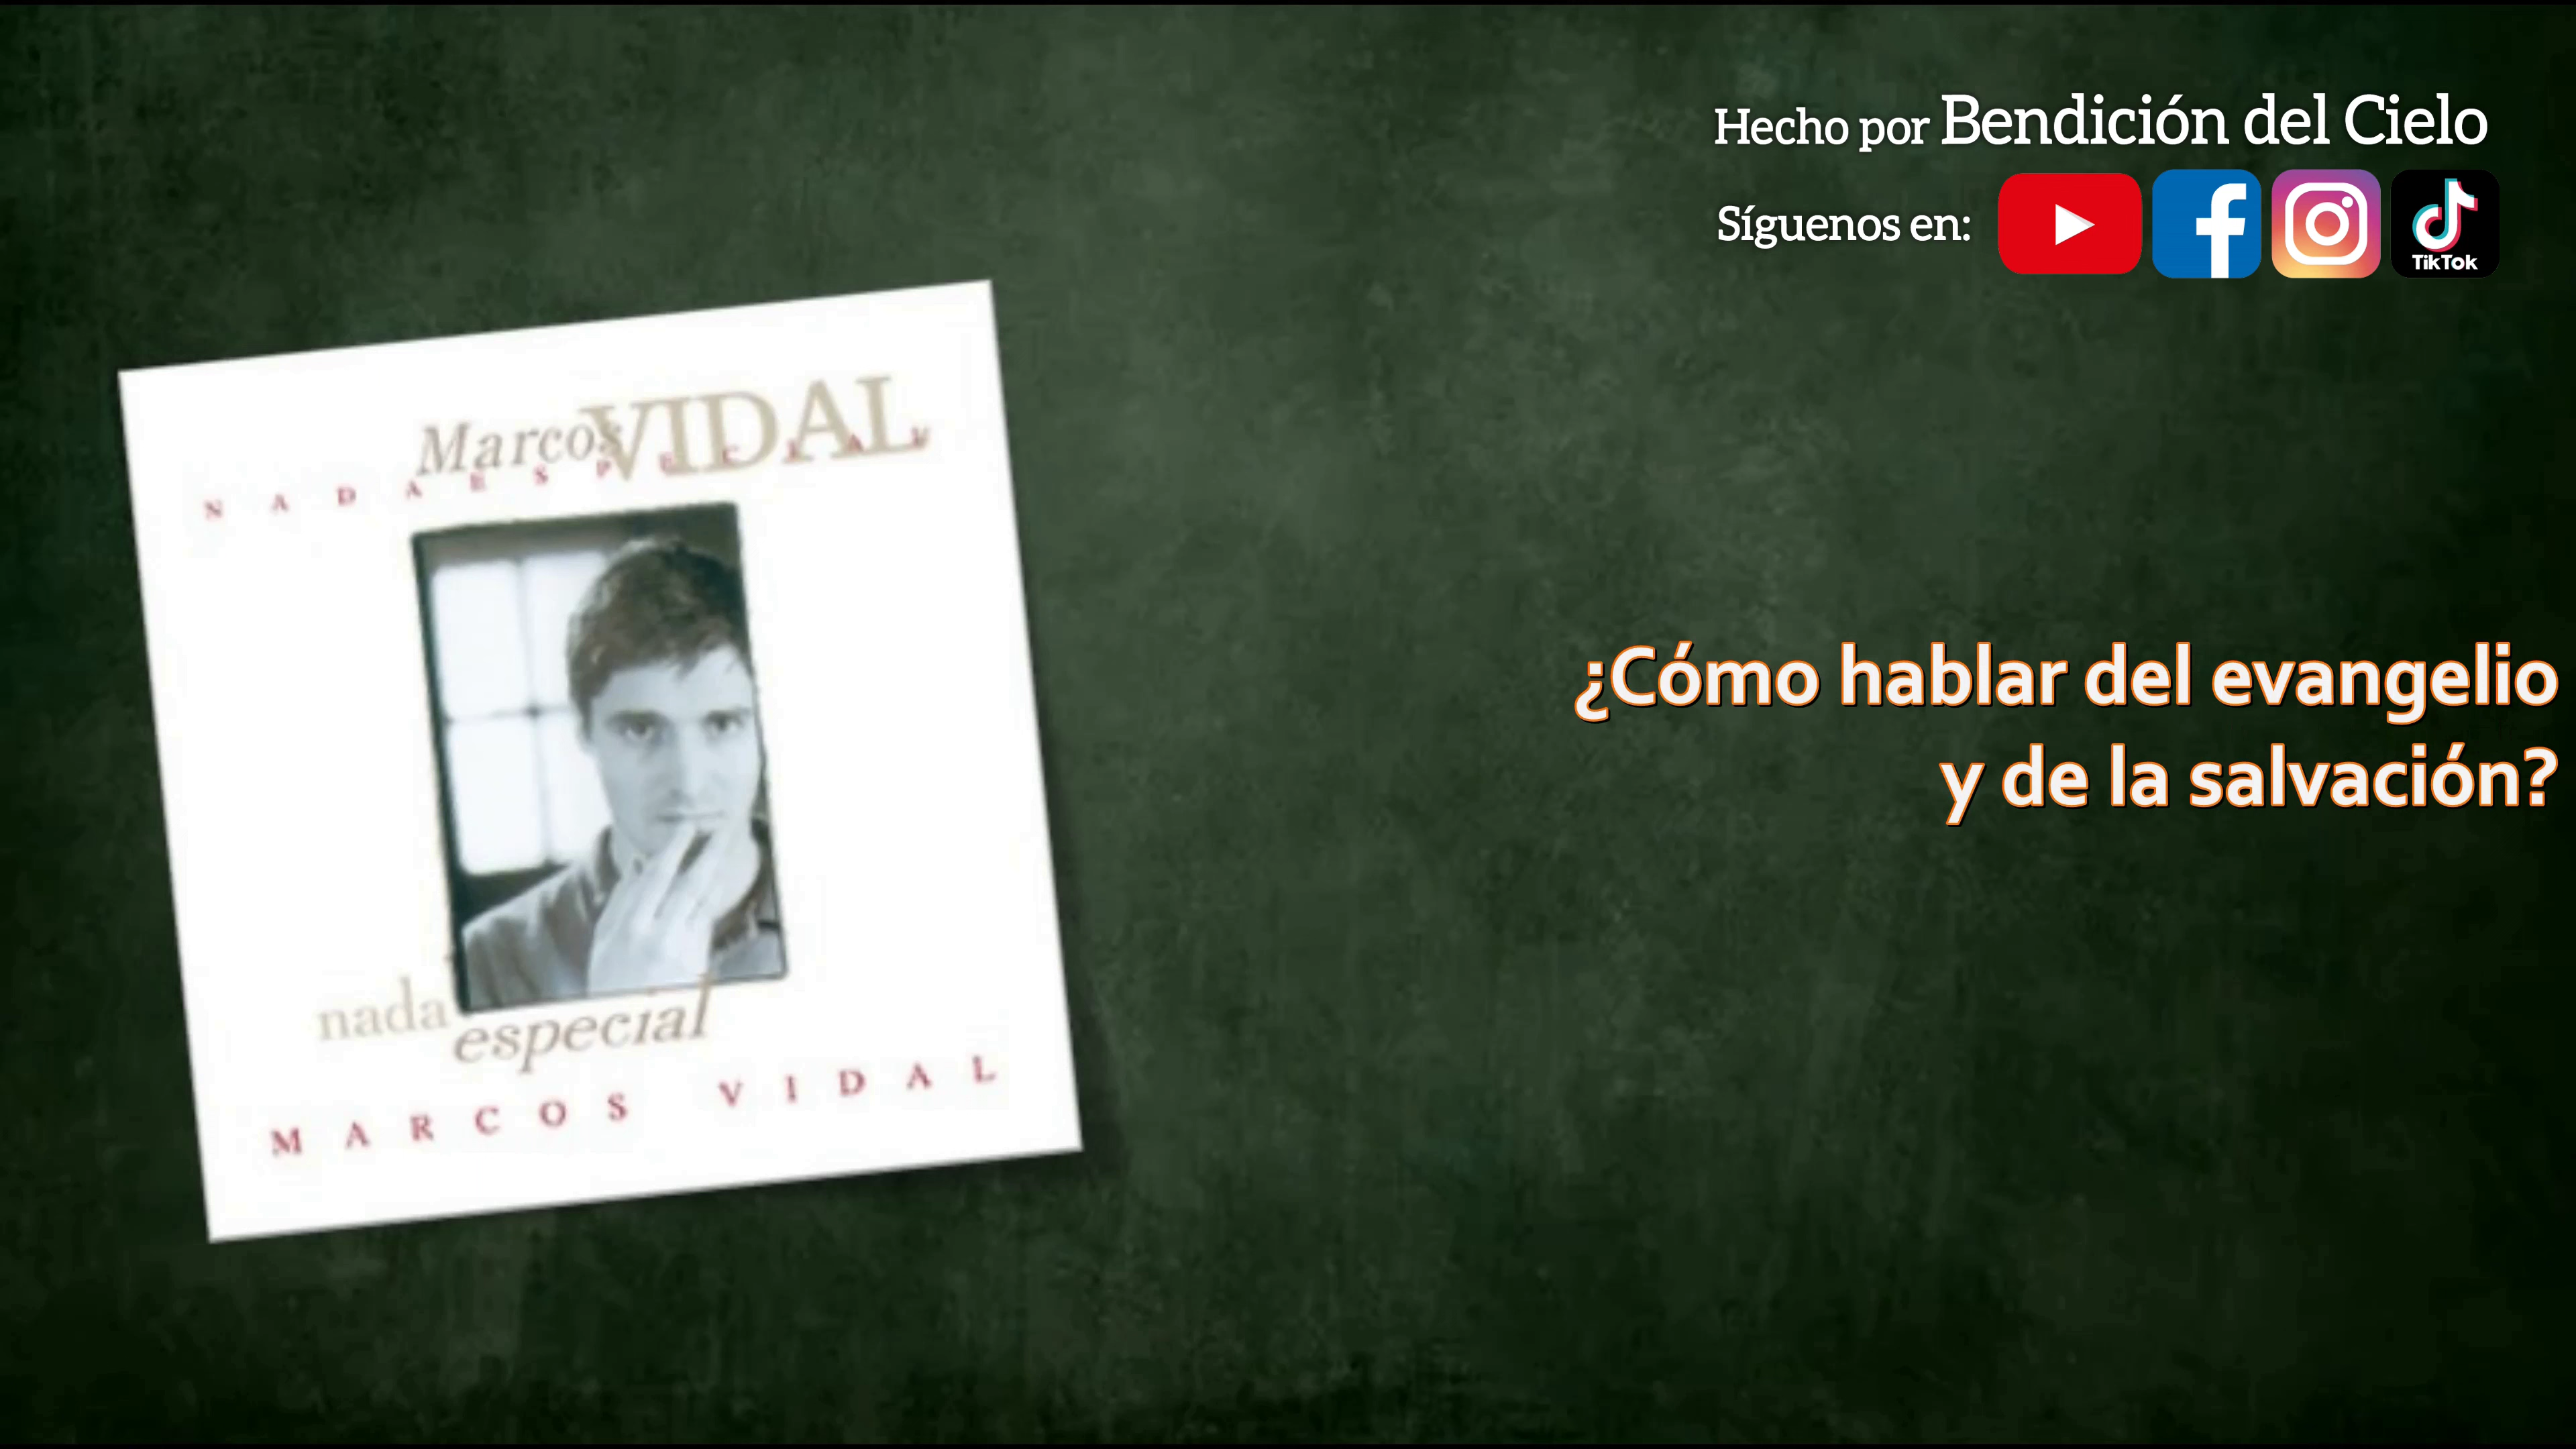 Hecho por Bendición del Cielo
Síguenos en:
TikTok
Marcos VIDAL
NADA ESPECIAL
nada especial
MARCOS VIDAL
¿Cómo hablar del evangelio
y de la salvación?